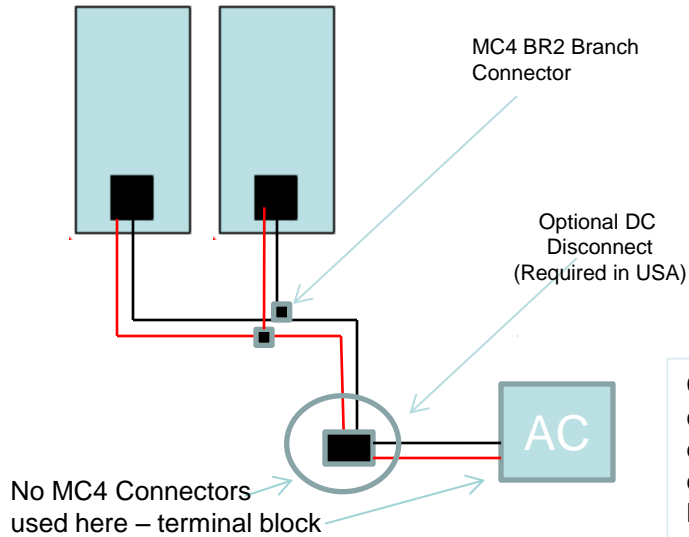 MC4 BR2 Branch
Connector
Optional DC
Disconnect
(Required in USA)
AC
No MC4 Connectors
used here – terminal block